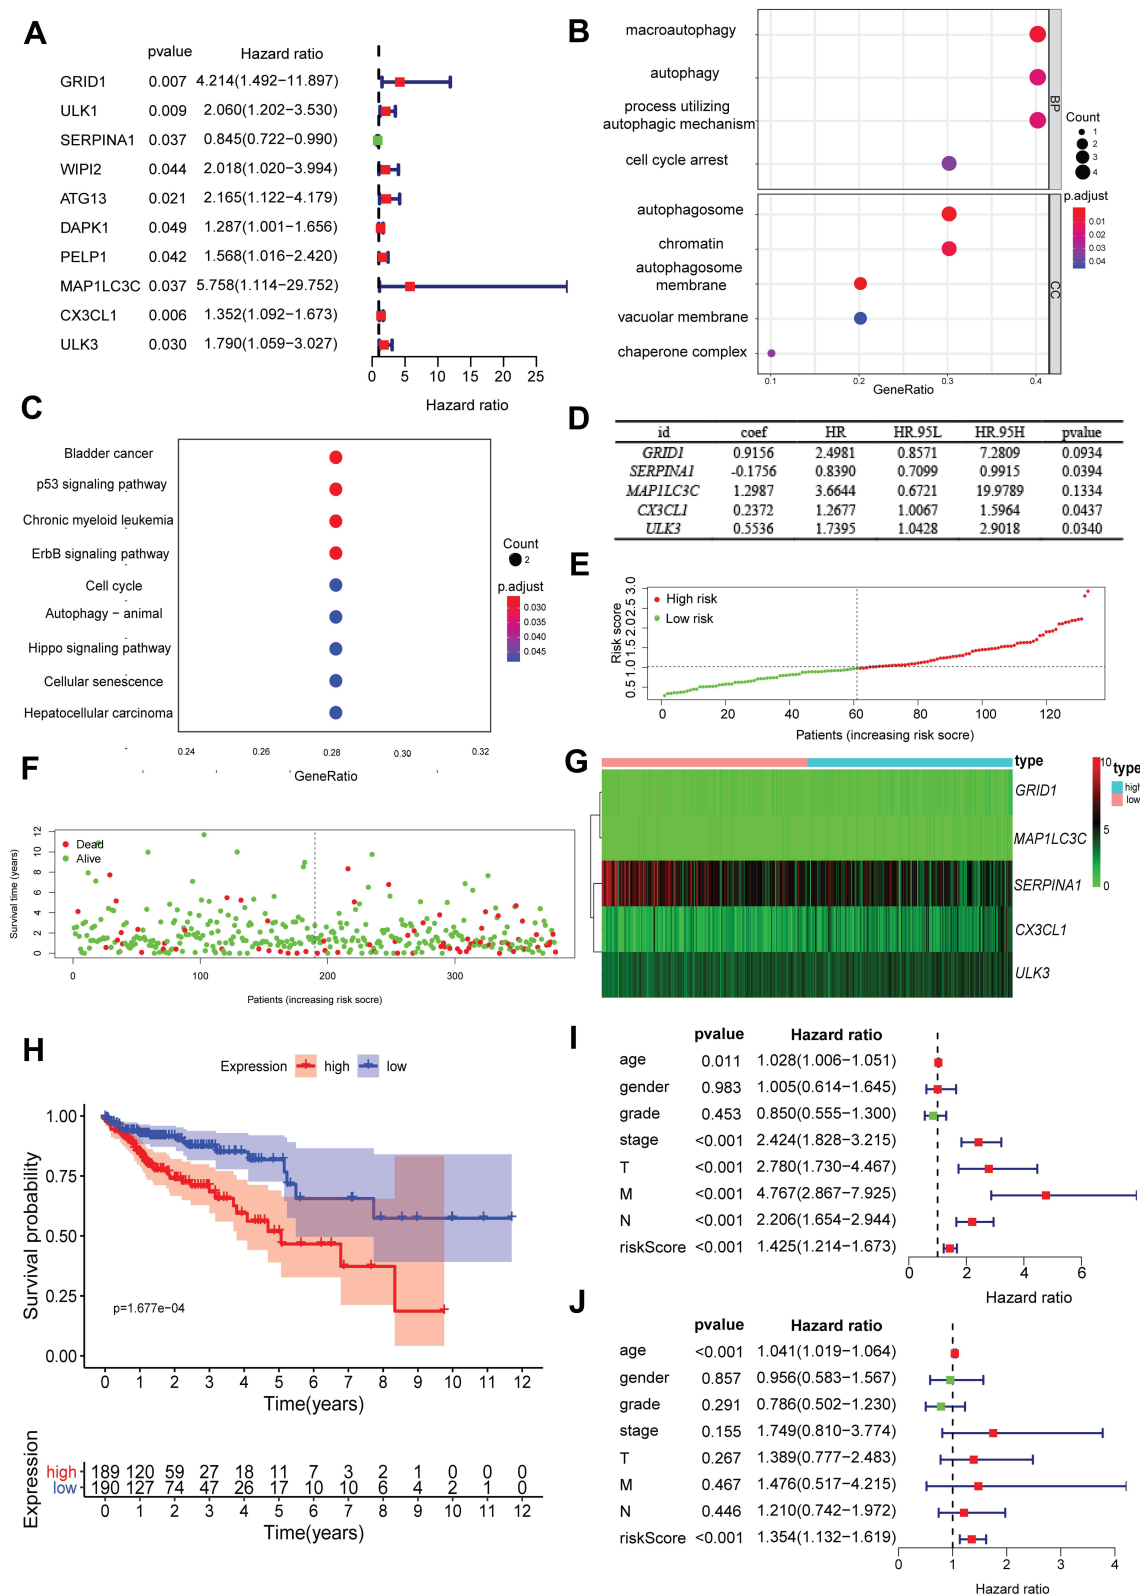 A
pvalue Hazard ratio
GRID1 0.007 4.214(1.492−11.897)
ULK1 0.009 2.060(1.202−3.530)
SERPINA1 0.037 0.845(0.722−0.990)
WIPI2 0.044 2.018(1.020−3.994)
ATG13 0.021 2.165(1.122−4.179)
DAPK1 0.049 1.287(1.001−1.656)
PELP1 0.042 1.568(1.016−2.420)
MAP1LC3C 0.037 5.758(1.114−29.752)
CX3CL1 0.006 1.352(1.092−1.673)
ULK3 0.030 1.790(1.059−3.027)
0 5 10 15 20 25
Hazard ratio
B
macroautophagy
autophagy
process utilizing
autophagic mechanism
cell cycle arrest
BP
autophagosome
chromatin
autophagosome
membrane
vacuolar membrane
chaperone complex
CC
0.1 0.2 0.3 0.4
GeneRatio
Count
1
2
3
4
p.adjust
0.01
0.02
0.03
0.04
C
Bladder cancer
p53 signaling pathway
Chronic myeloid leukemia
ErbB signaling pathway
Cell cycle
Autophagy − animal
Hippo signaling pathway
Cellular senescence
Hepatocellular carcinoma
0.24 0.26 0.28 0.30 0.32
GeneRatio
Count
2
p.adjust
0.030
0.035
0.040
0.045
D
id coef HR HR.95L HR.95H pvalue
GRID1 0.9156 2.4981 0.8571 7.2809 0.0934
SERPINA1 -0.1756 0.8390 0.7099 0.9915 0.0394
MAP1LC3C 1.2987 3.6644 0.6721 19.9789 0.1334
CX3CL1 0.2372 1.2677 1.0067 1.5964 0.0437
ULK3 0.5536 1.7395 1.0428 2.9018 0.0340
E
Risk score
0.5 1.0 1.5 2.0 2.5 3.0
High risk
Low risk
0 20 40 60 80 100 120
Patients (increasing risk socre)
F
Survival time (years)
0 2 4 6 8 10 12
Dead
Alive
0 100 200 300
Patients (increasing risk socre)
G
type
GRID1
MAP1LC3C
SERPINA1
CX3CL1
ULK3
10
5
0
type
high
low
H
Expression high low
Survival probability
1.00
0.75
0.50
0.25
0.00
p=1.677e−04
0 1 2 3 4 5 6 7 8 9 10 11 12
Time(years)
Expression
high 189 120 59 27 18 11 7 3 2 1 0 0 0
low 190 127 74 47 26 17 10 10 6 4 2 1 0
0 1 2 3 4 5 6 7 8 9 10 11 12
Time(years)
I
pvalue Hazard ratio
age 0.011 1.028(1.006−1.051)
gender 0.983 1.005(0.614−1.645)
grade 0.453 0.850(0.555−1.300)
stage <0.001 2.424(1.828−3.215)
T <0.001 2.780(1.730−4.467)
M <0.001 4.767(2.867−7.925)
N <0.001 2.206(1.654−2.944)
riskScore <0.001 1.425(1.214−1.673)
0 2 4 6
Hazard ratio
J
pvalue Hazard ratio
age <0.001 1.041(1.019−1.064)
gender 0.857 0.956(0.583−1.567)
grade 0.291 0.786(0.502−1.230)
stage 0.155 1.749(0.810−3.774)
T 0.267 1.389(0.777−2.483)
M 0.467 1.476(0.517−4.215)
N 0.446 1.210(0.742−1.972)
riskScore <0.001 1.354(1.132−1.619)
0 1 2 3 4
Hazard ratio